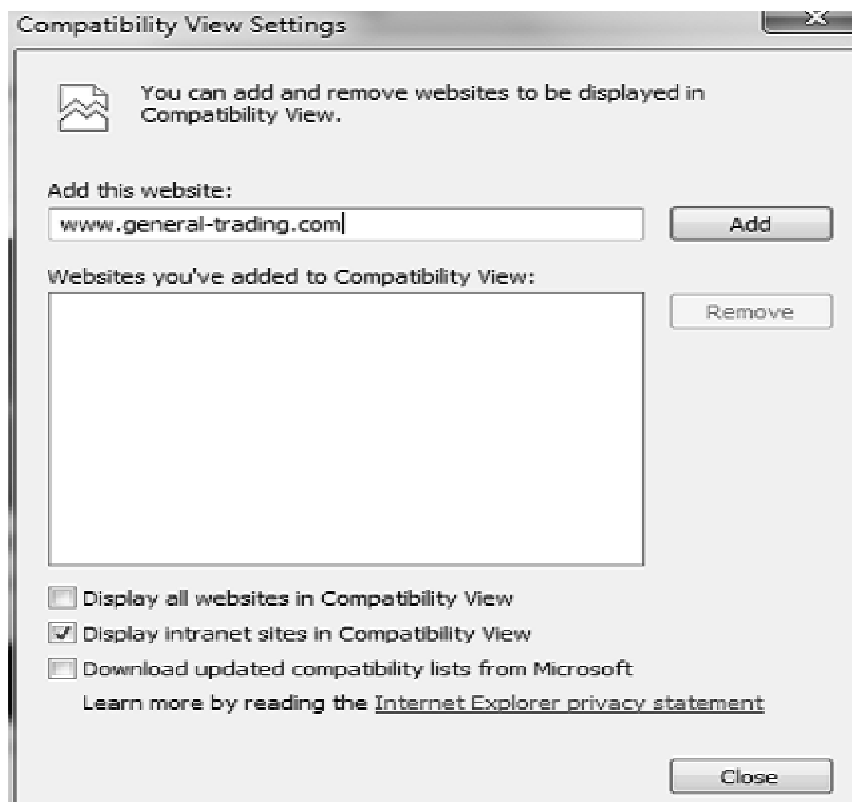 Compatibility View Settings
You can add and remove websites to be displayed in
Compatibility View.
Add this website:
www.general-trading.com
Add
Websites you've added to Compatibility View:
Remove
Display all websites in Compatibility View
Display intranet sites in Compatibility View
Download updated compatibility lists from Microsoft
Learn more by reading the Internet Explorer privacy statement
Close